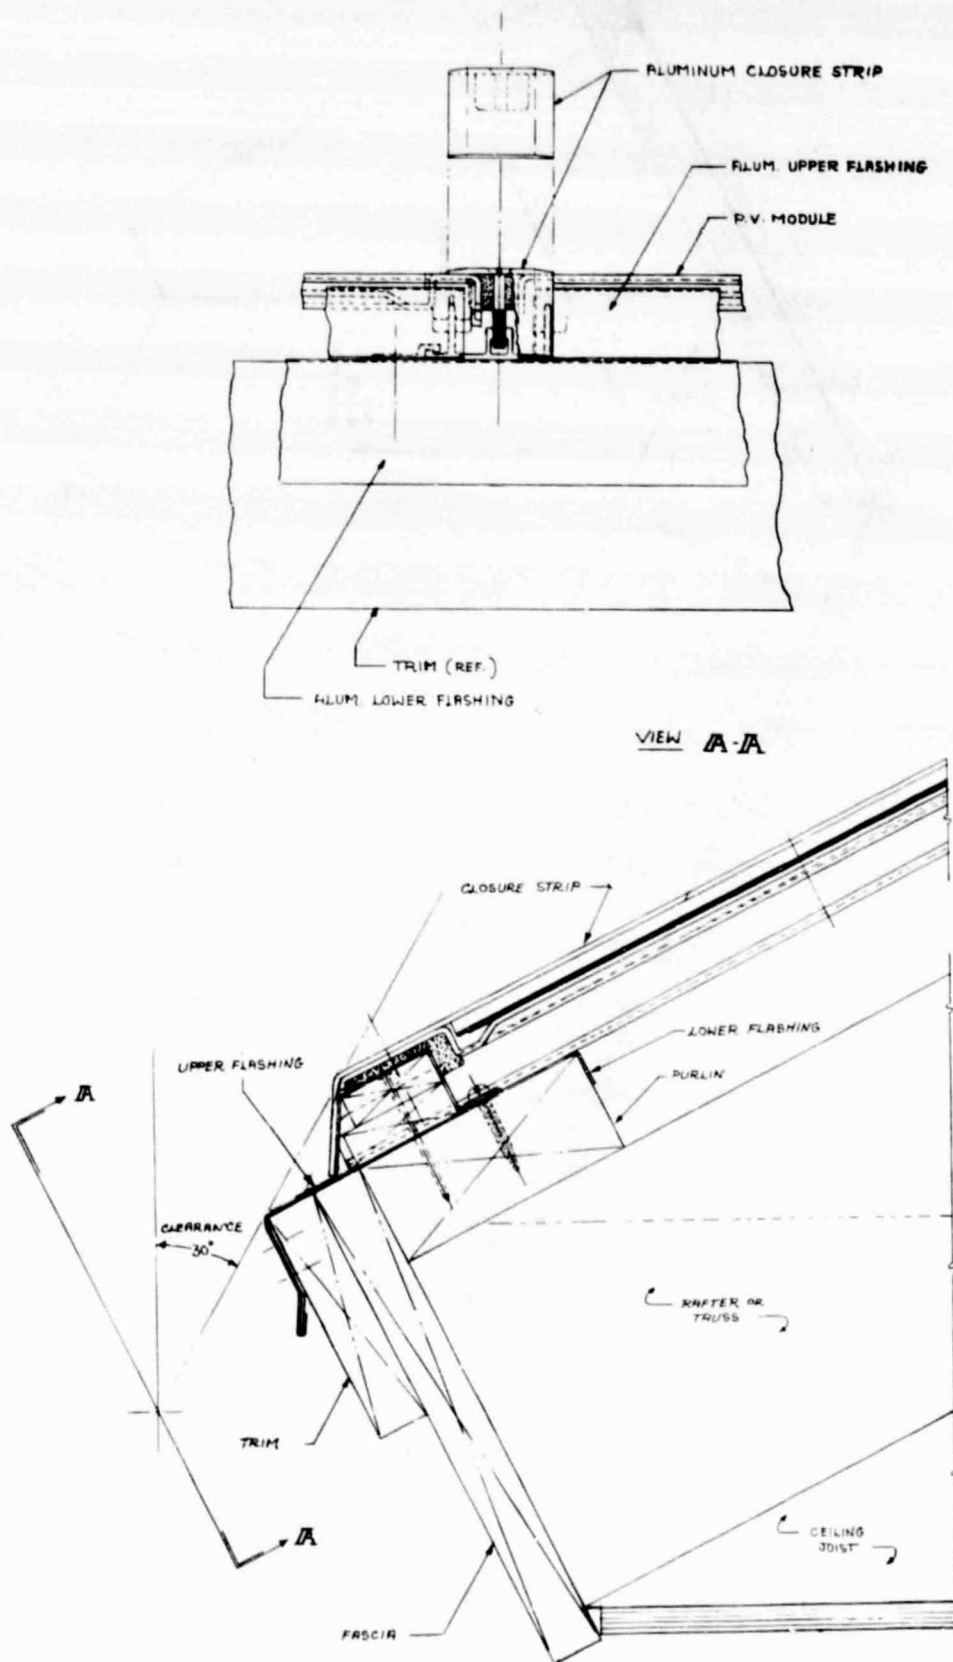 ALUMINUM CLOSURE STRIP
ALUM. UPPER FLASHING
P.V. MODULE
TRIM (REF.)
ALUM. LOWER FLASHING
VIEW A-A
CLOSURE STRIP
LOWER FLASHING
UPPER FLASHING
PURLIN
A
CLEARANCE
30°
RAFTER OR
TRUSS
TRIM
A
CEILING
JOIST
FASCIA